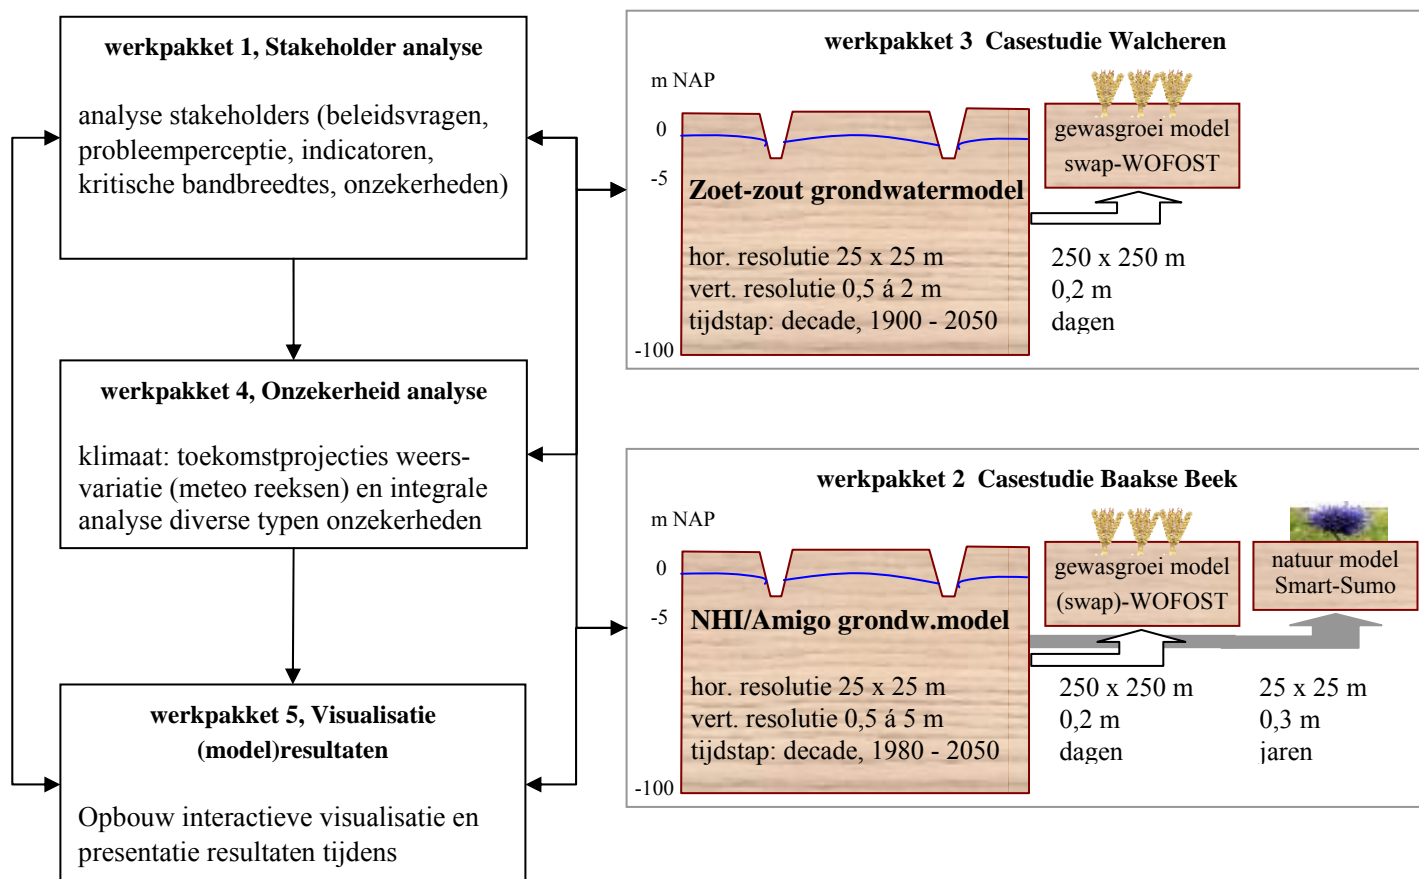 werkpakket 1, Stakeholder analyse
analyse stakeholders (beleidsvragen,
probleemperceptie, indicatoren,
kritische bandbreedtes, onzekerheden)
werkpakket 4, Onzekerheid analyse
klimaat: toekomstprojecties weers-
variatie (meteo reeksen) en integrale
analyse diverse typen onzekerheden
werkpakket 5, Visualisatie
(model)resultaten
Opbouw interactieve visualisatie en
presentatie resultaten tijdens
werkpakket 3 Casestudie Walcheren
m NAP
0
-5
-100
Zoet-zout grondwatermodel
hor. resolutie 25 x 25 m
vert. resolutie 0,5 á 2 m
tijdstap: decade, 1900 - 2050
gewasgroei model
swap-WOFOST
250 x 250 m
0,2 m
dagen
werkpakket 2 Casestudie Baakse Beek
m NAP
0
-5
-100
NHI/Amigo grondw.model
hor. resolutie 25 x 25 m
vert. resolutie 0,5 á 5 m
tijdstap: decade, 1980 - 2050
gewasgroei model
(swap)-WOFOST
250 x 250 m
0,2 m
dagen
natuur model
Smart-Sumo
25 x 25 m
0,3 m
jaren